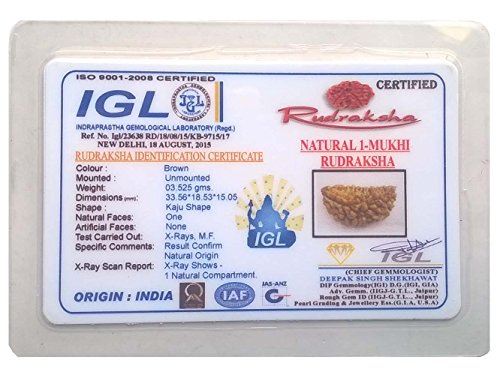 ISO 9001-2008 CERTIFIED
IGL
INDRAPRASTHA GEMOLOGICAL LABORATORY (Regd.)
Ref. No. Igl/23638 RD/18/08/15/KB-9715/17
NEW DELHI, 18 AUGUST, 2015
RUDRAKSHA IDENTIFICATION CERTIFICATE
Colour : Brown
Mounted : Unmounted
Weight : 03.525 gms.
Dimensions (mm): 33.56*18.53*15.05
Shape : Kaju Shape
Natural Faces: One
Artificial Faces: None
Test Carried Out : X-Rays, M.F.
Specific Comments: Result Confirm
Natural Origin
X-Ray Scan Report: X-Ray Shows -
1 Natural Compartment.
IGL
ORIGIN : INDIA
IAF
JAS-ANZ
CERTIFIED
Rudraksha
NATURAL 1-MUKHI
RUDRAKSHA
IGL
(CHIEF GEMMOLOGIST)
DEEPAK SINGH SHEKHAWAT
DIP Gemmology(IGI) D.G.(IGI, GIA)
Adv. Gemm. (IIGJ-G.T.L., Jaipur)
Rough Gem ID (IIGJ-G.T.L., Jaipur)
Pearl Grading & Jewellery Ess.(G.I.A, U.S.A)